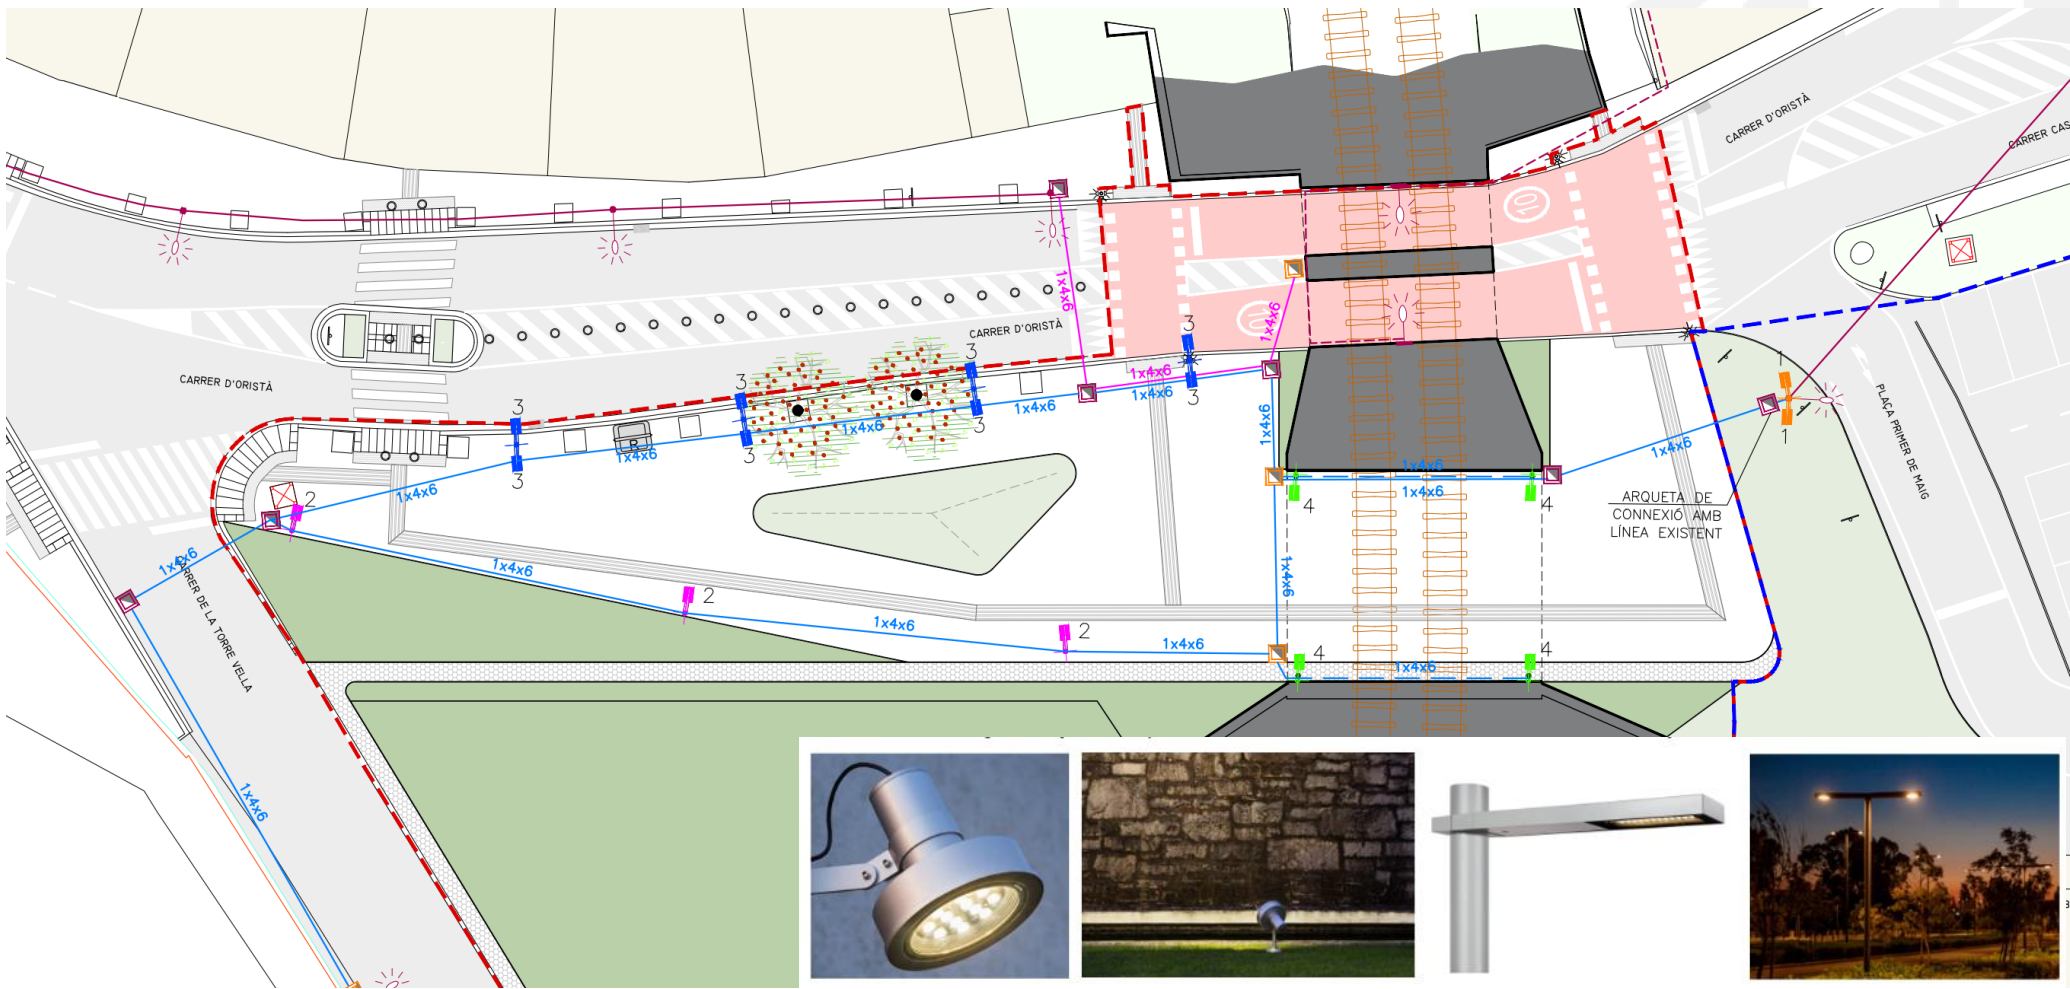 CARRER D'ORISTÀ
CARRER CAS
10
1x4x6
1x4x6
10
3
CARRER D'ORISTÀ
3
1
CARRER D'ORISTÀ
3
3
1x4x6
1x4x6
1x4x6
3
PLAÇA PRIMER DE MAIG
3
1x4x6
3
1x4x6
1
R
1x4x6
3
1x4x6
1x4x6
3
1x4x6
2
1x4x6
4
4
ARQUETA DE
CONNEXIÓ AMB
LÍNEA EXISTENT
1x4x6
1x4x6
1x4x6
2
CARRER DE LA TORRE VELLA
1x4x6
2
1x4x6
4
4
1x4x6
1x4x6